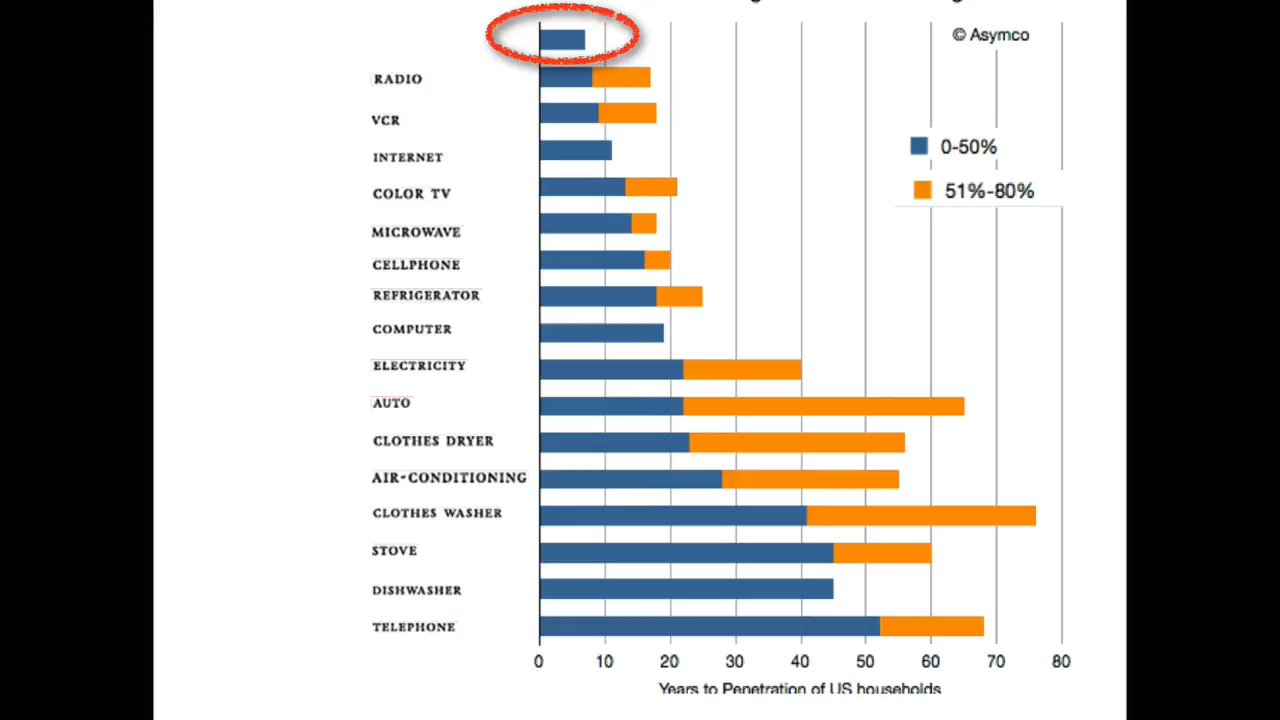 © Asymco
RADIO
VCR
0-50%
INTERNET
51%-80%
COLOR TV
MICROWAVE
CELLPHONE
REFRIGERATOR
COMPUTER
ELECTRICITY
AUTO
CLOTHES DRYER
AIR-CONDITIONING
CLOTHES WASHER
STOVE
DISHWASHER
TELEPHONE
0 10 20 30 40 50 60 70 80
Years to Penetration of US households